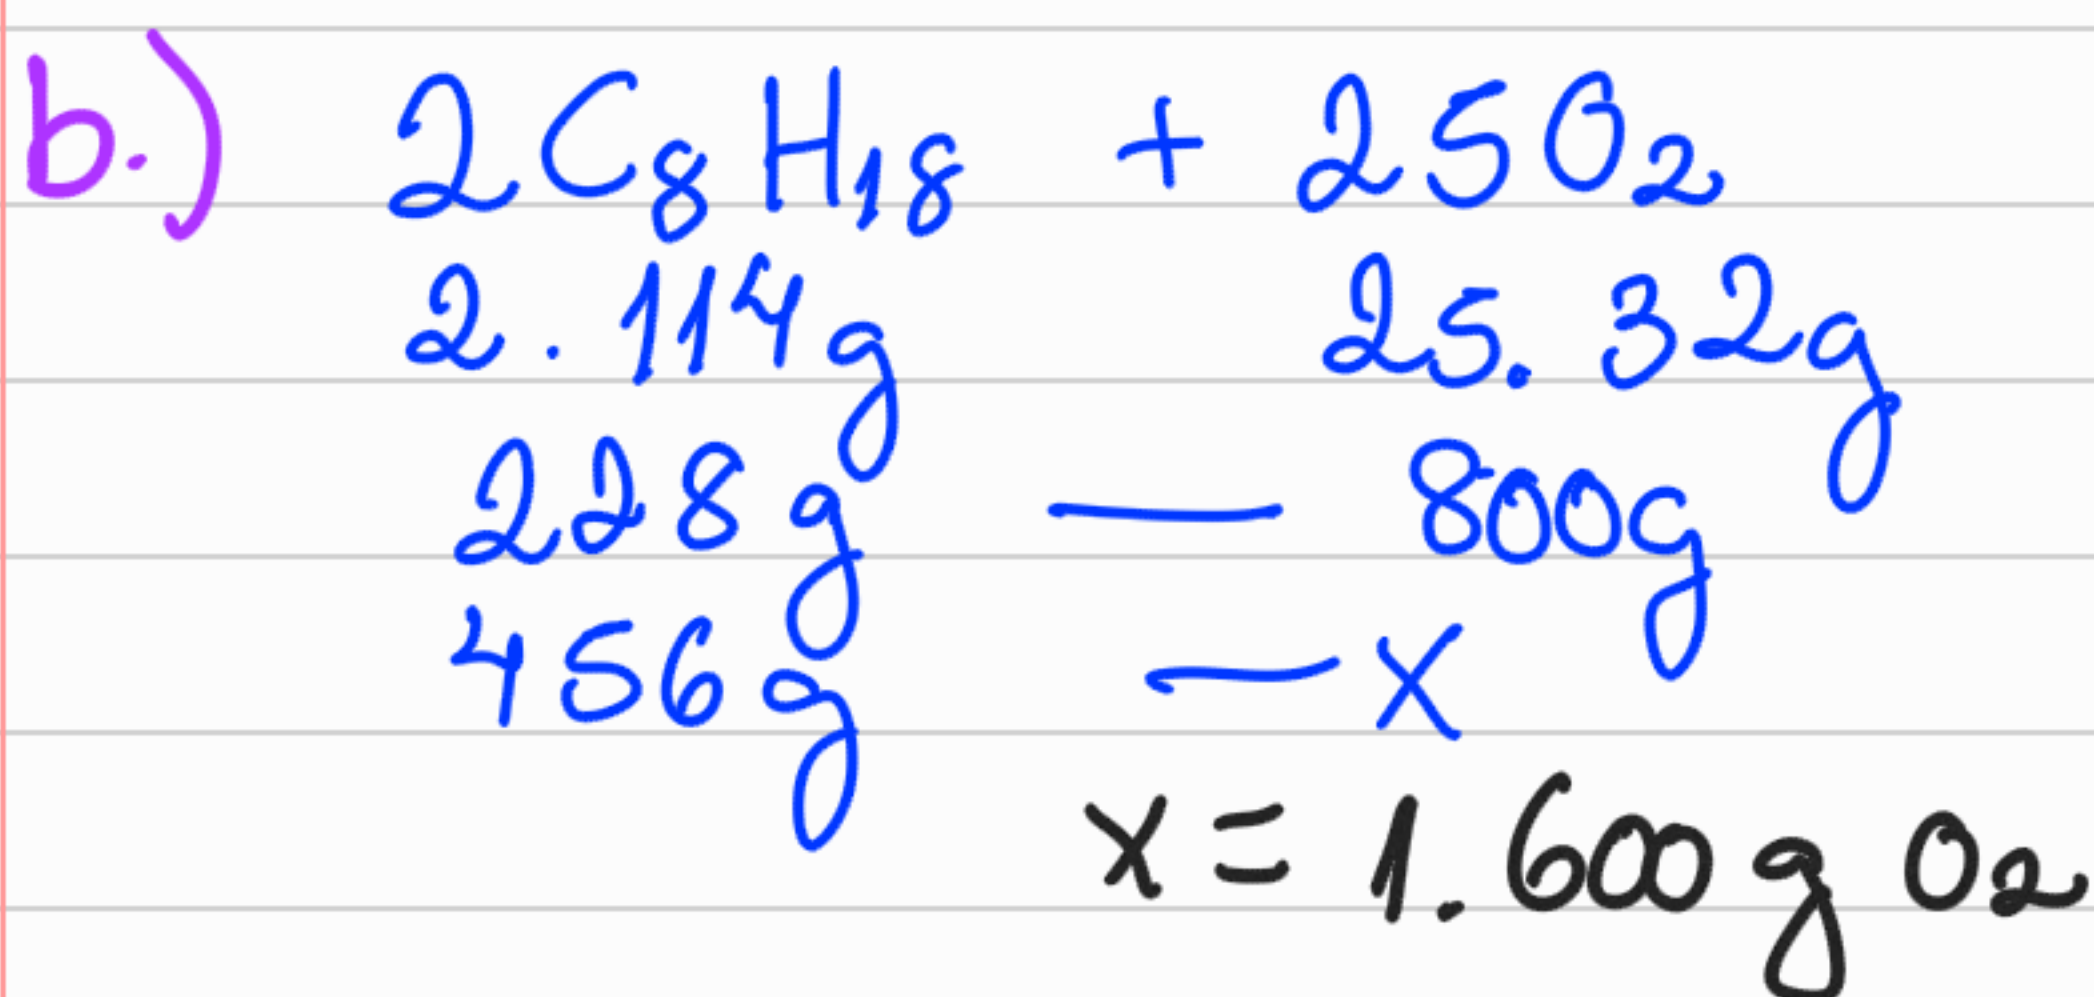 b.) 2C₈H₁₈ + 25O₂
2.114g 25.32g
228g — 800g
456g — x
x = 1.600g O₂